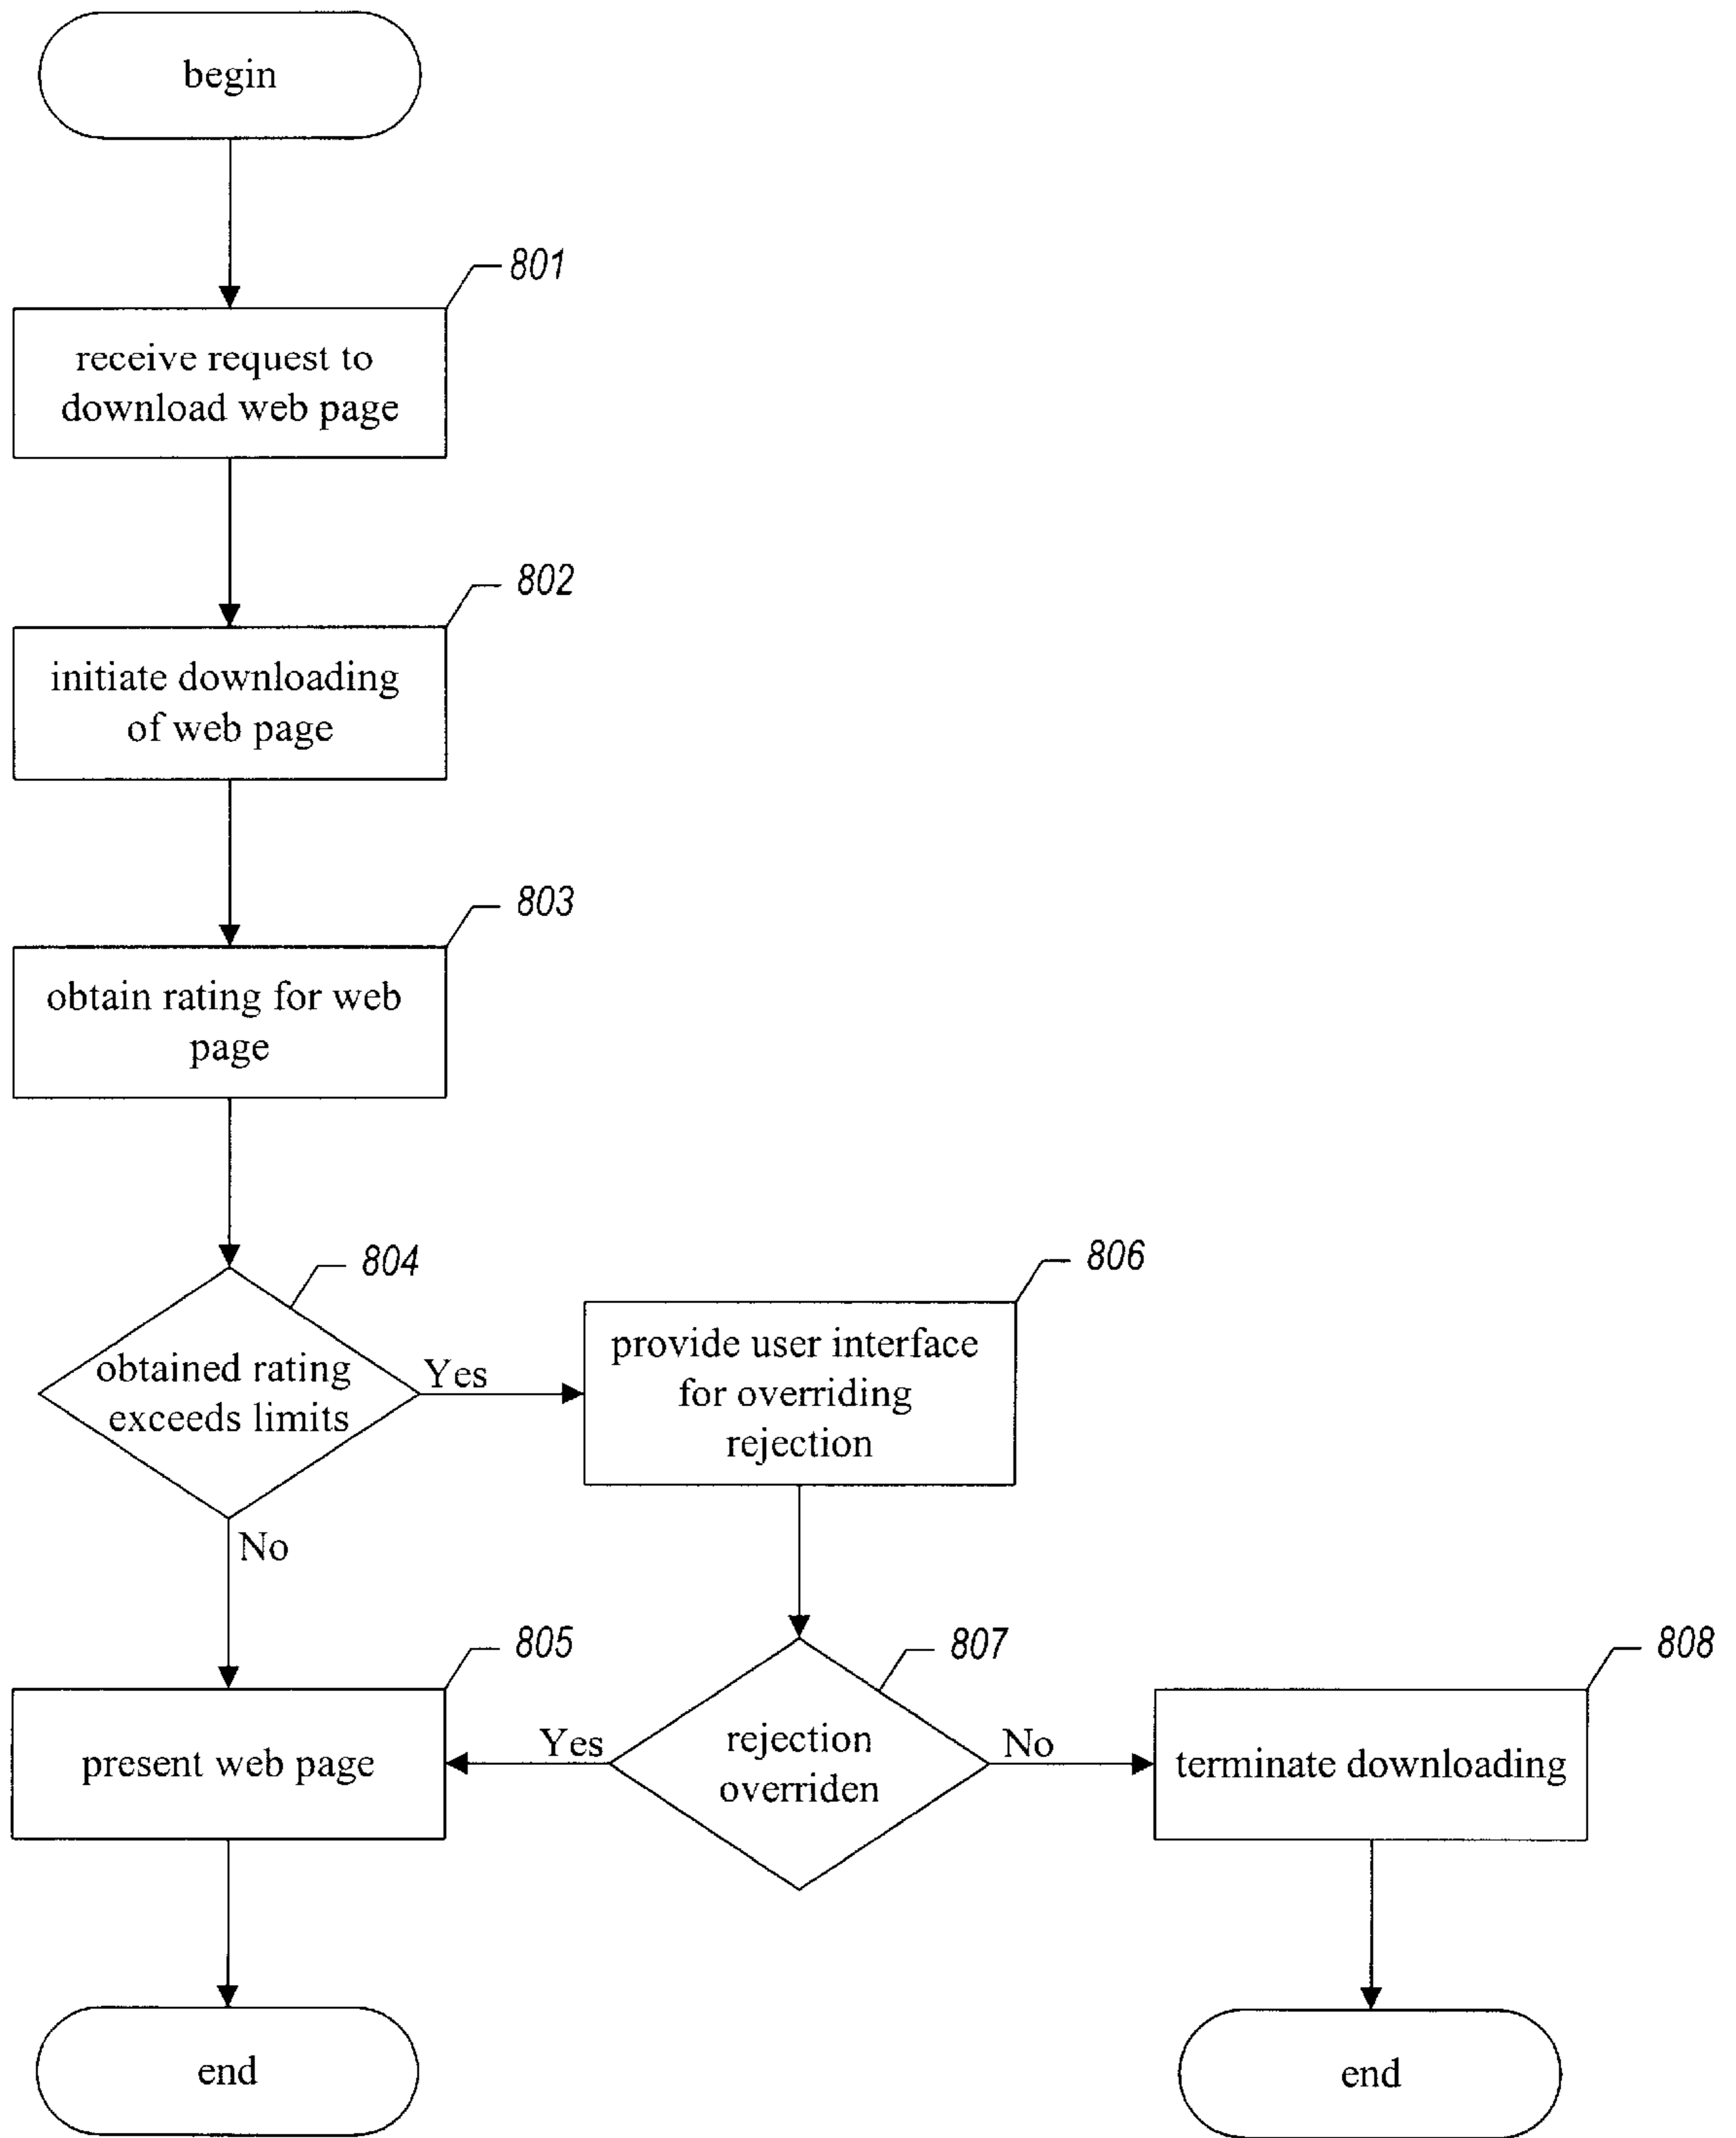 begin
801
receive request to
download web page
802
initiate downloading
of web page
803
obtain rating for web
page
804
obtained rating
exceeds limits
Yes
No
806
provide user interface
for overriding
rejection
805
present web page
807
rejection
overriden
Yes
No
808
terminate downloading
end
end